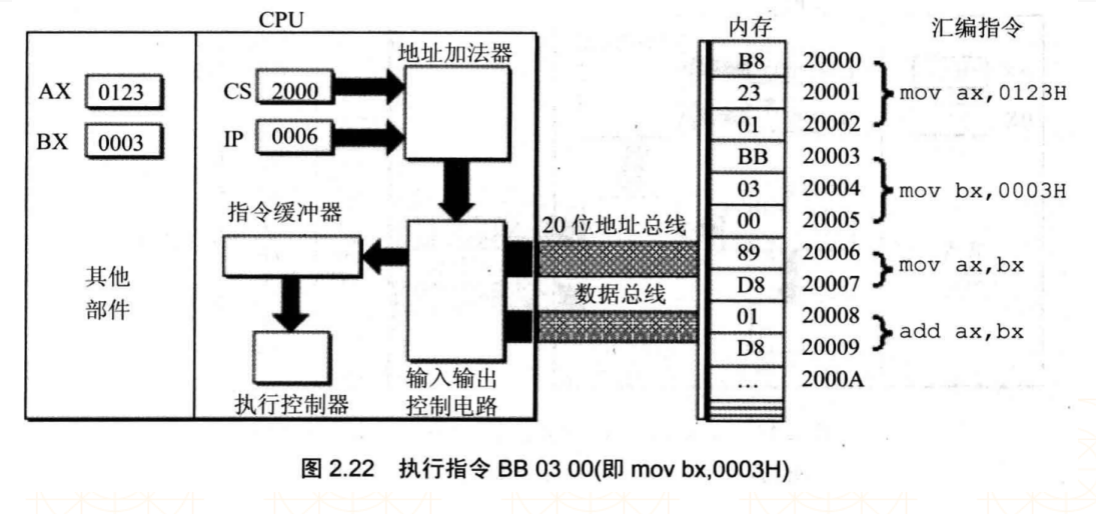 CPU
内存
汇编指令
地址加法器
AX 0123
BX 0003
CS 2000
IP 0006
B8 20000
23 20001
01 20002
mov ax,0123H
BB 20003
03 20004
00 20005
mov bx,0003H
89 20006
D8 20007
mov ax,bx
01 20008
D8 20009
add ax,bx
... 2000A
指令缓冲器
20位地址总线
数据总线
其他
部件
执行控制器
输入输出
控制电路
图 2.22 执行指令 BB 03 00(即 mov bx,0003H)